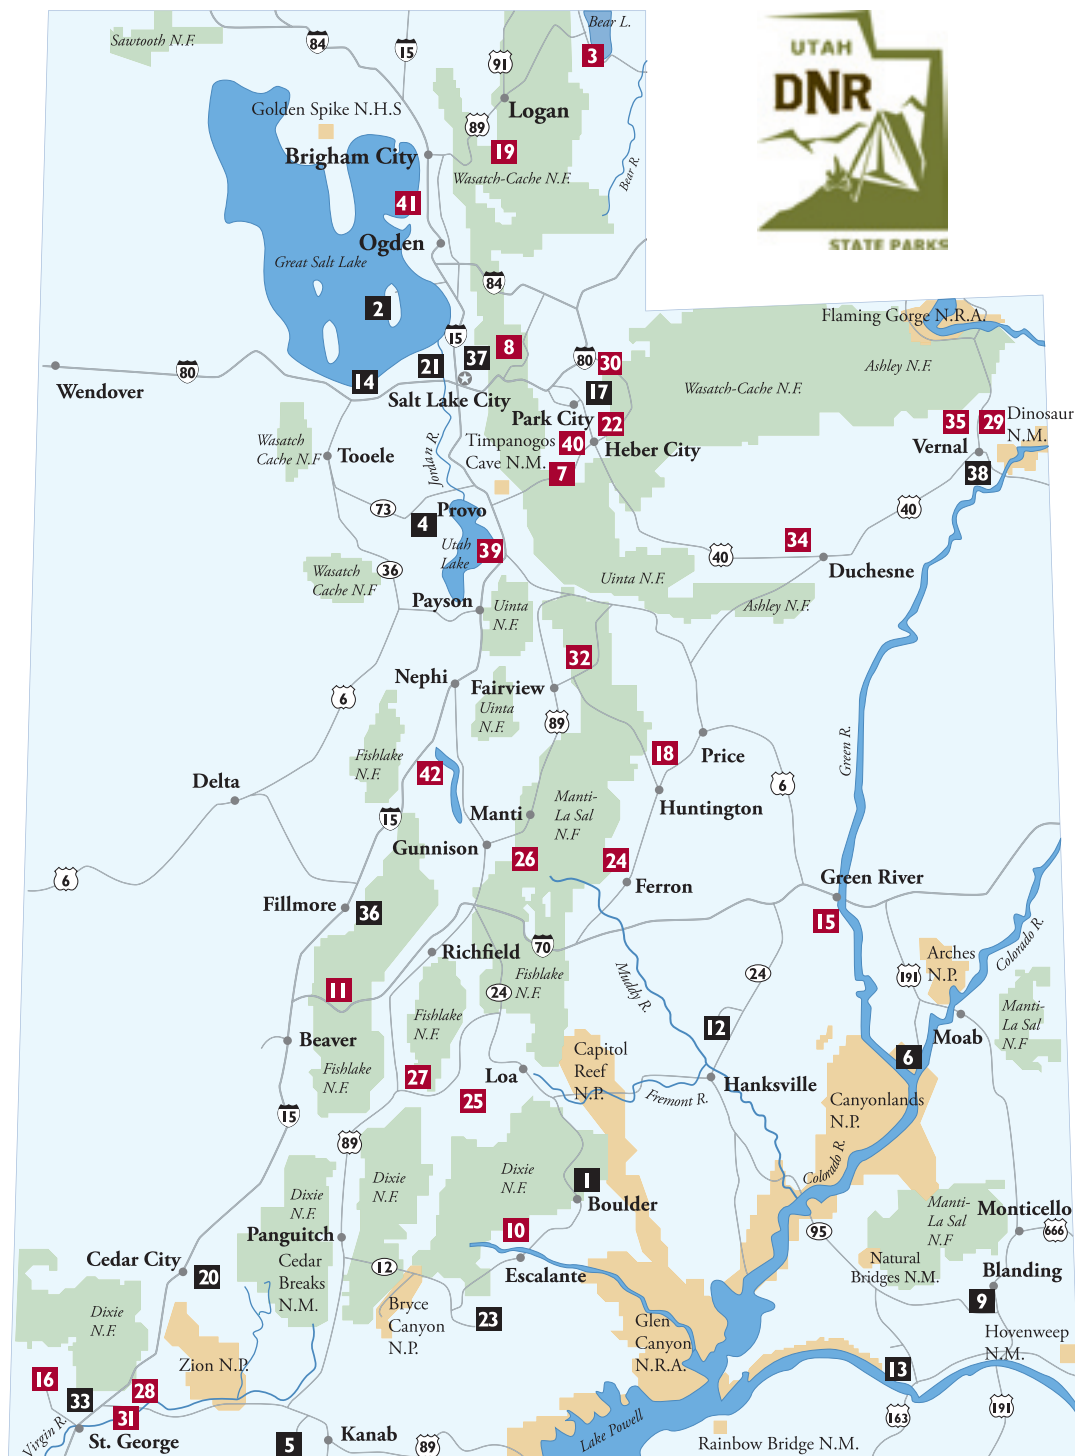 Bear L.
Sawtooth N.F.
84
15
91
3
UTAH
DNR
STATE PARKS
Golden Spike N.H.S
Logan
89
Brigham City
19
Wasatch-Cache N.F.
Bear R.
41
Ogden
Great Salt Lake
84
2
Flaming Gorge N.R.A.
15
37
8
21
80
30
Ashley N.F.
80
Wendover
14
Salt Lake City
17
Wasatch-Cache N.F.
Park City
22
35
29
Dinosaur
N.M.
Wasatch
Cache N.F
Tooele
Jordan R.
Timpanogos
Cave N.M.
40
Heber City
Vernal
7
38
73
Provo
4
40
Utah
Lake
39
34
40
36
Wasatch
Cache N.F
Uinta N.F.
Duchesne
Payson
Uinta
N.F.
Ashley N.F.
32
Nephi
Fairview
6
Uinta
N.F.
89
Green R.
Fishlake
N.F.
42
18
Price
6
Delta
Manti-
La Sal
N.F
Huntington
15
Manti
Gunnison
26
24
6
Ferron
Green River
Fillmore
36
15
Richfield
70
Colorado R.
Arches
N.P.
Fishlake
N.F.
Muddy R.
24
191
11
24
Manti-
La Sal
N.F
Fishlake
N.F.
12
Beaver
Capitol
Reef
N.P.
6
Moab
Fishlake
N.F.
27
Loa
Hanksville
25
Fremont R.
Canyonlands
N.P.
15
89
Colorado R.
Dixie
N.F.
Dixie
N.F.
1
Dixie
N.F.
Boulder
Manti-
La Sal
N.F
Monticello
Panguitch
10
95
666
Cedar City
Cedar
Breaks
N.M.
12
Escalante
Natural
Bridges N.M.
20
Blanding
9
Dixie
N.F.
Bryce
Canyon
N.P.
23
Glen
Canyon
N.R.A.
Hovenweep
N.M.
Zion N.P.
16
28
33
13
31
191
Virgin R.
St. George
5
Kanab
89
Lake Powell
163
Rainbow Bridge N.M.